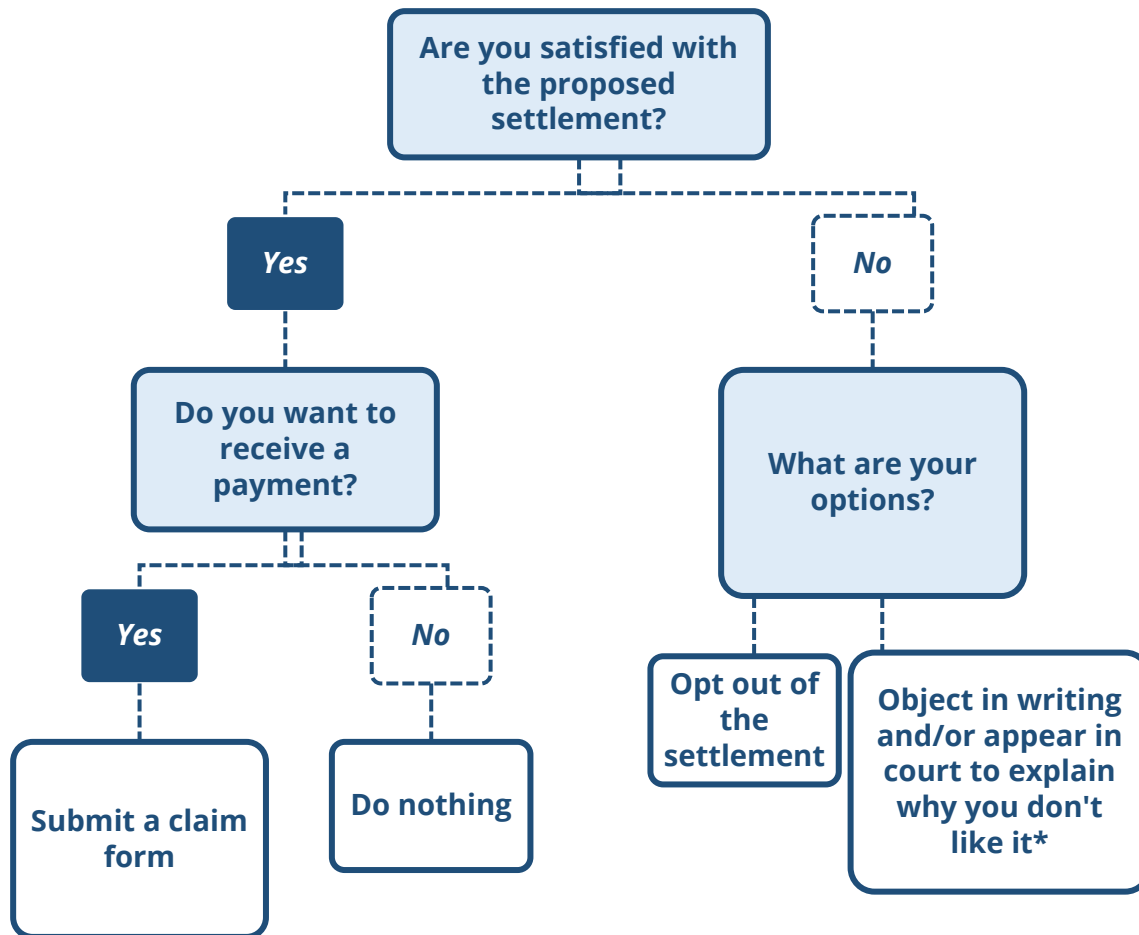 Are you satisfied with
the proposed
settlement?
Yes
No
Do you want to
receive a
payment?
What are your
options?
Yes
No
Opt out of
the
settlement
Object in writing
and/or appear in
court to explain
why you don't
like it*
Submit a claim
form
Do nothing